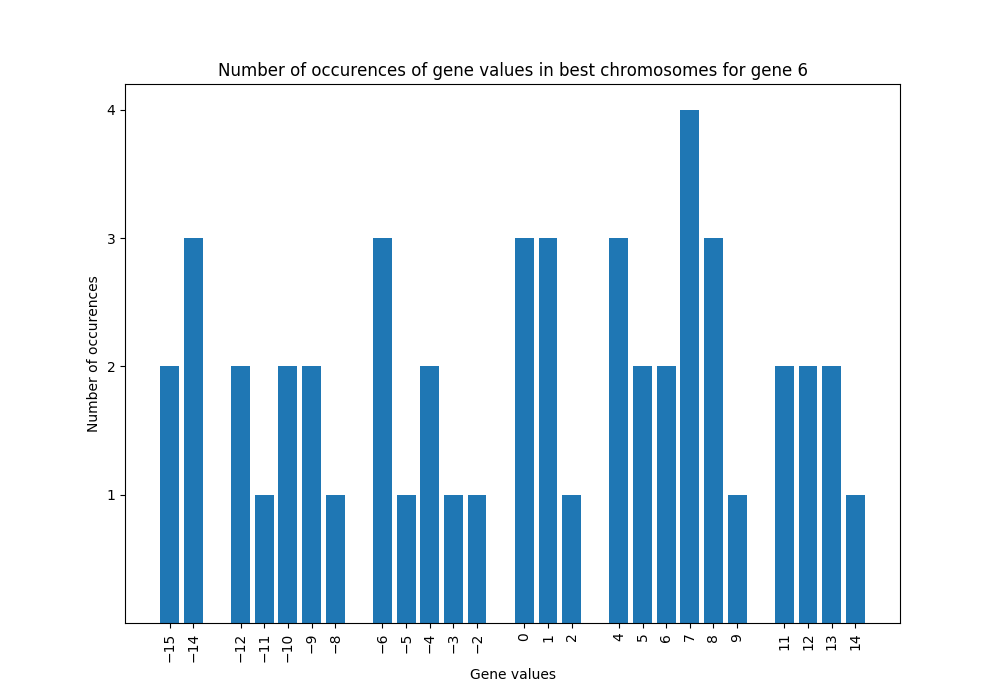 Number of occurences of gene values in best chromosomes for gene 6
4
3
2
1
Number of occurences
−15 −14 −12 −11 −10 −9 −8 −6 −5 −4 −3 −2 0 1 2 4 5 6 7 8 9 11 12 13 14
Gene values